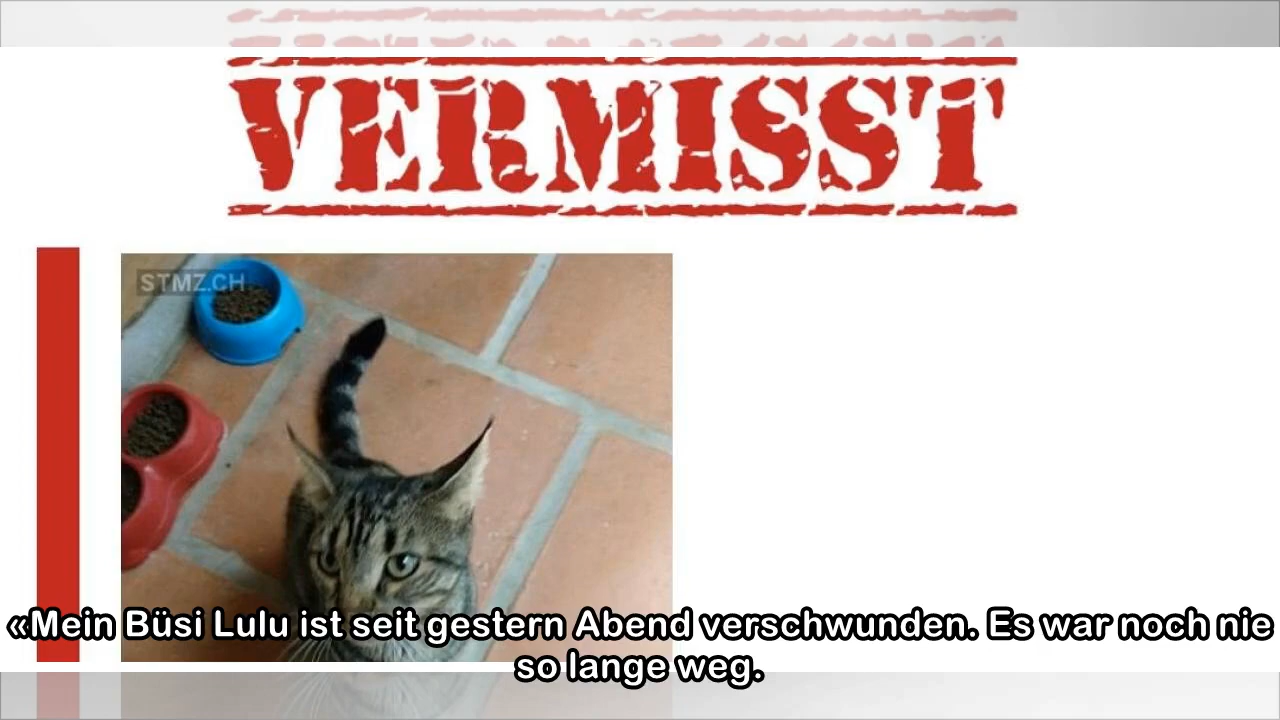 VERMISST
STMZ.CH
«Mein Büsi Lulu ist seit gestern Abend verschwunden. Es war noch nie
so lange weg.